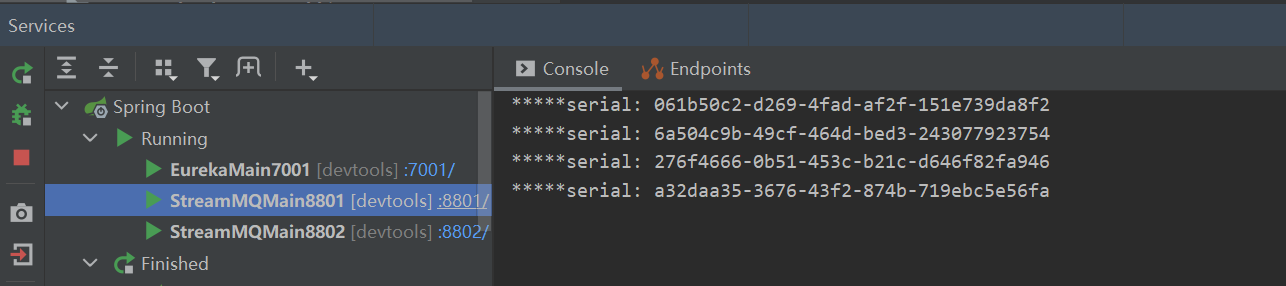 Services
Spring Boot
Running
EurekaMain7001 [devtools] :7001/
StreamMQMain8801 [devtools] :8801/
StreamMQMain8802 [devtools] :8802/
Finished
Console
Endpoints
*****serial: 061b50c2-d269-4fad-af2f-151e739da8f2
*****serial: 6a504c9b-49cf-464d-bed3-243077923754
*****serial: 276f4666-0b51-453c-b21c-d646f82fa946
*****serial: a32daa35-3676-43f2-874b-719ebc5e56fa